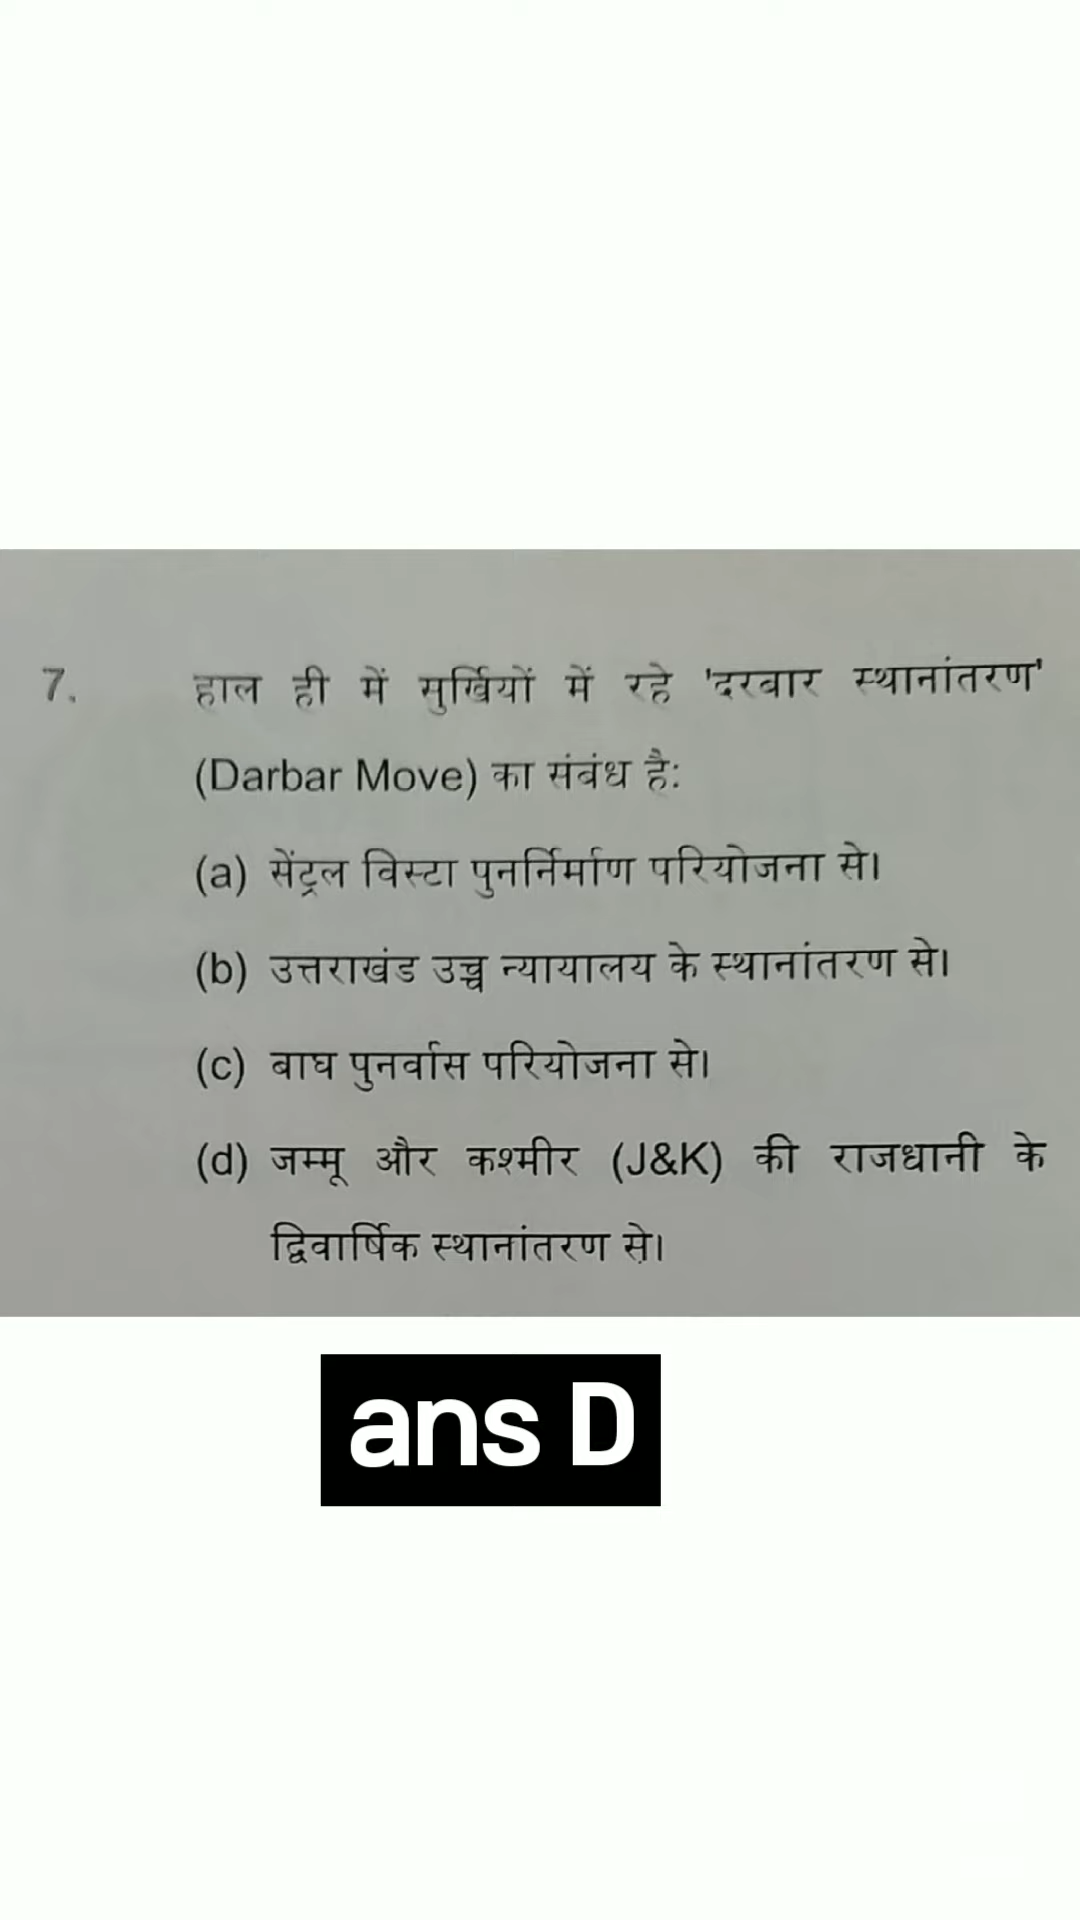 7. हाल ही में सुर्खियों में रहे 'दरबार स्थानांतरण'
(Darbar Move) का संबंध है:
(a) सेंट्रल विस्टा पुनर्निर्माण परियोजना से।
(b) उत्तराखंड उच्च न्यायालय के स्थानांतरण से।
(c) बाघ पुनर्वास परियोजना से।
(d) जम्मू और कश्मीर (J&K) की राजधानी के
द्विवार्षिक स्थानांतरण से।
ans D